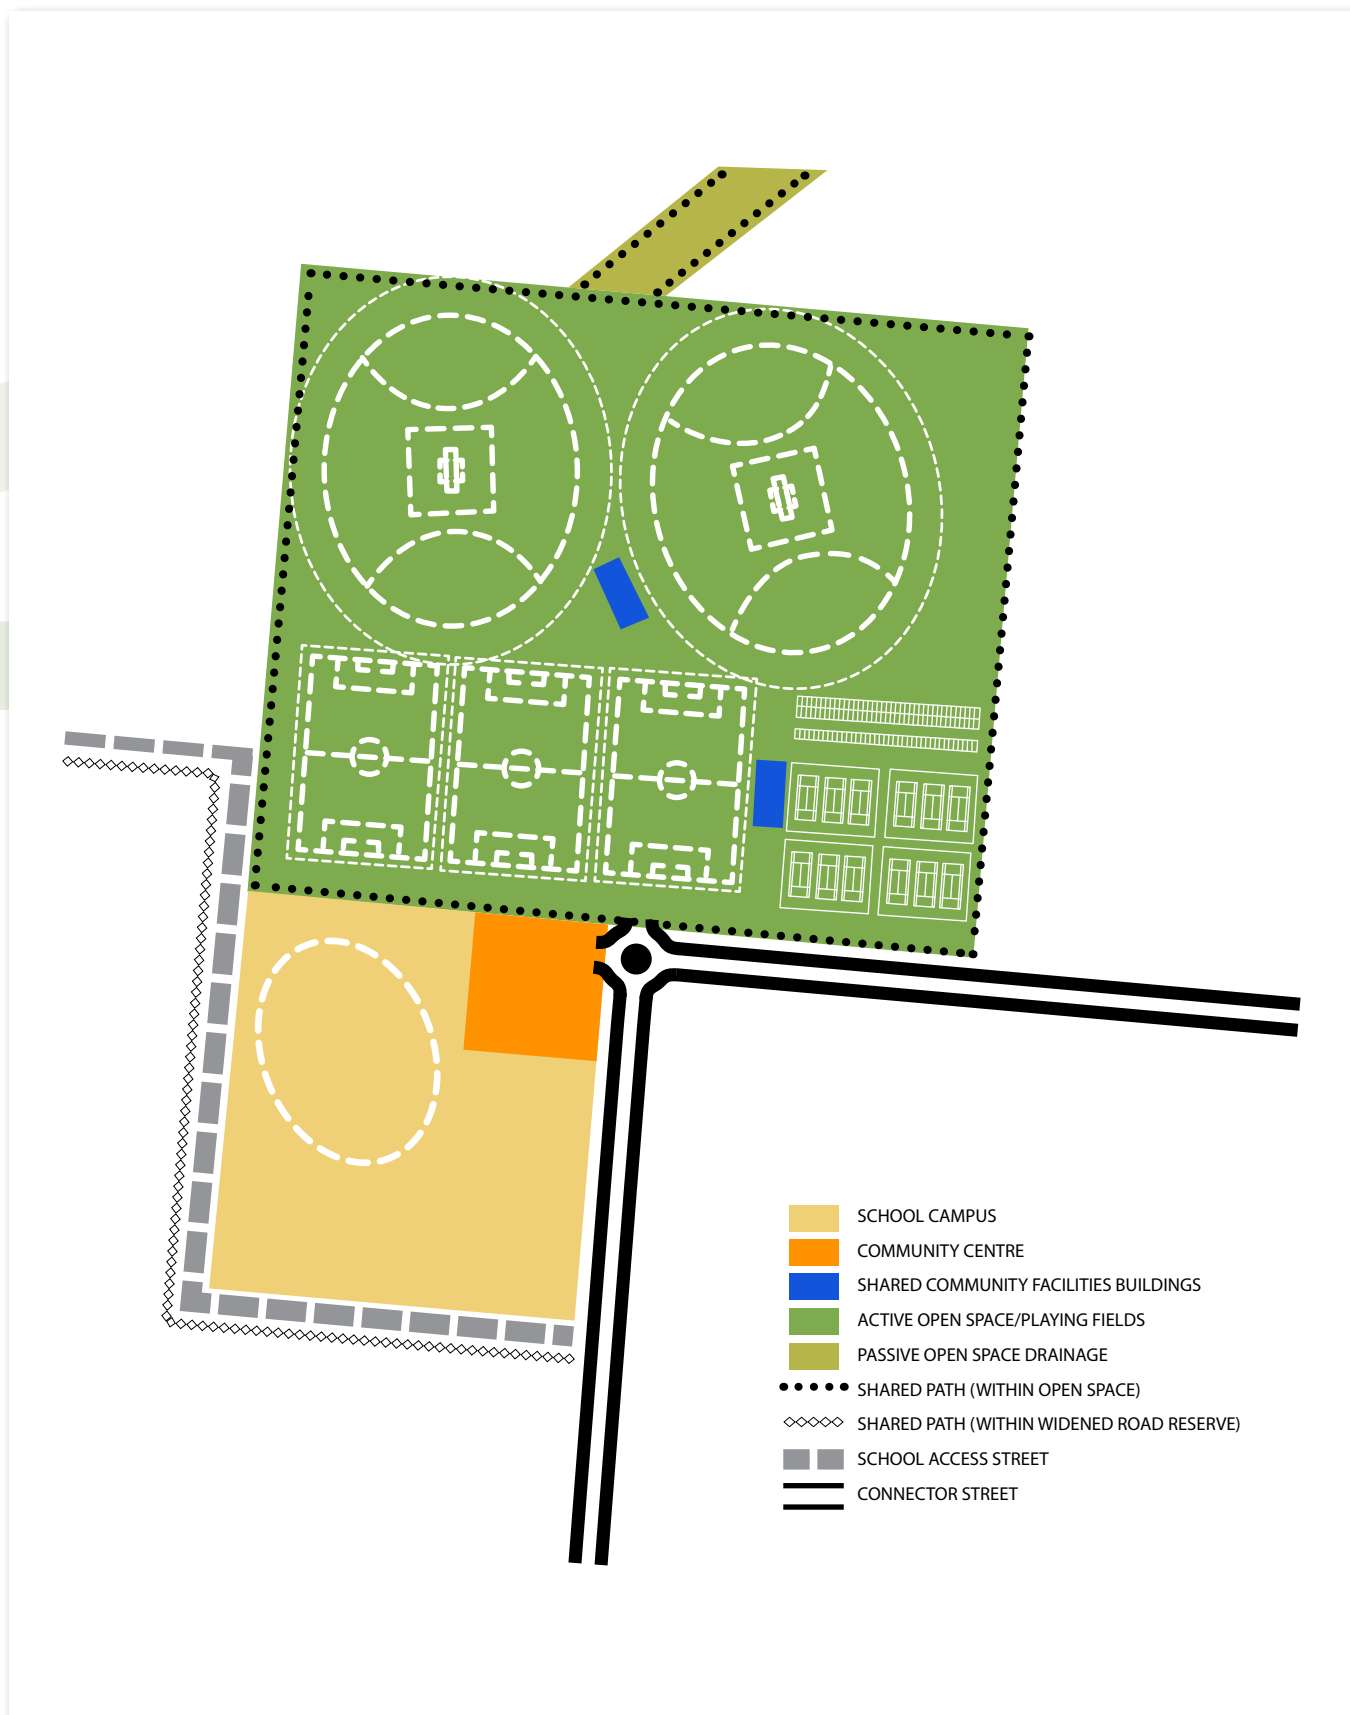 SCHOOL CAMPUS
COMMUNITY CENTRE
SHARED COMMUNITY FACILITIES BUILDINGS
ACTIVE OPEN SPACE/PLAYING FIELDS
PASSIVE OPEN SPACE DRAINAGE
SHARED PATH (WITHIN OPEN SPACE)
SHARED PATH (WITHIN WIDENED ROAD RESERVE)
SCHOOL ACCESS STREET
CONNECTOR STREET